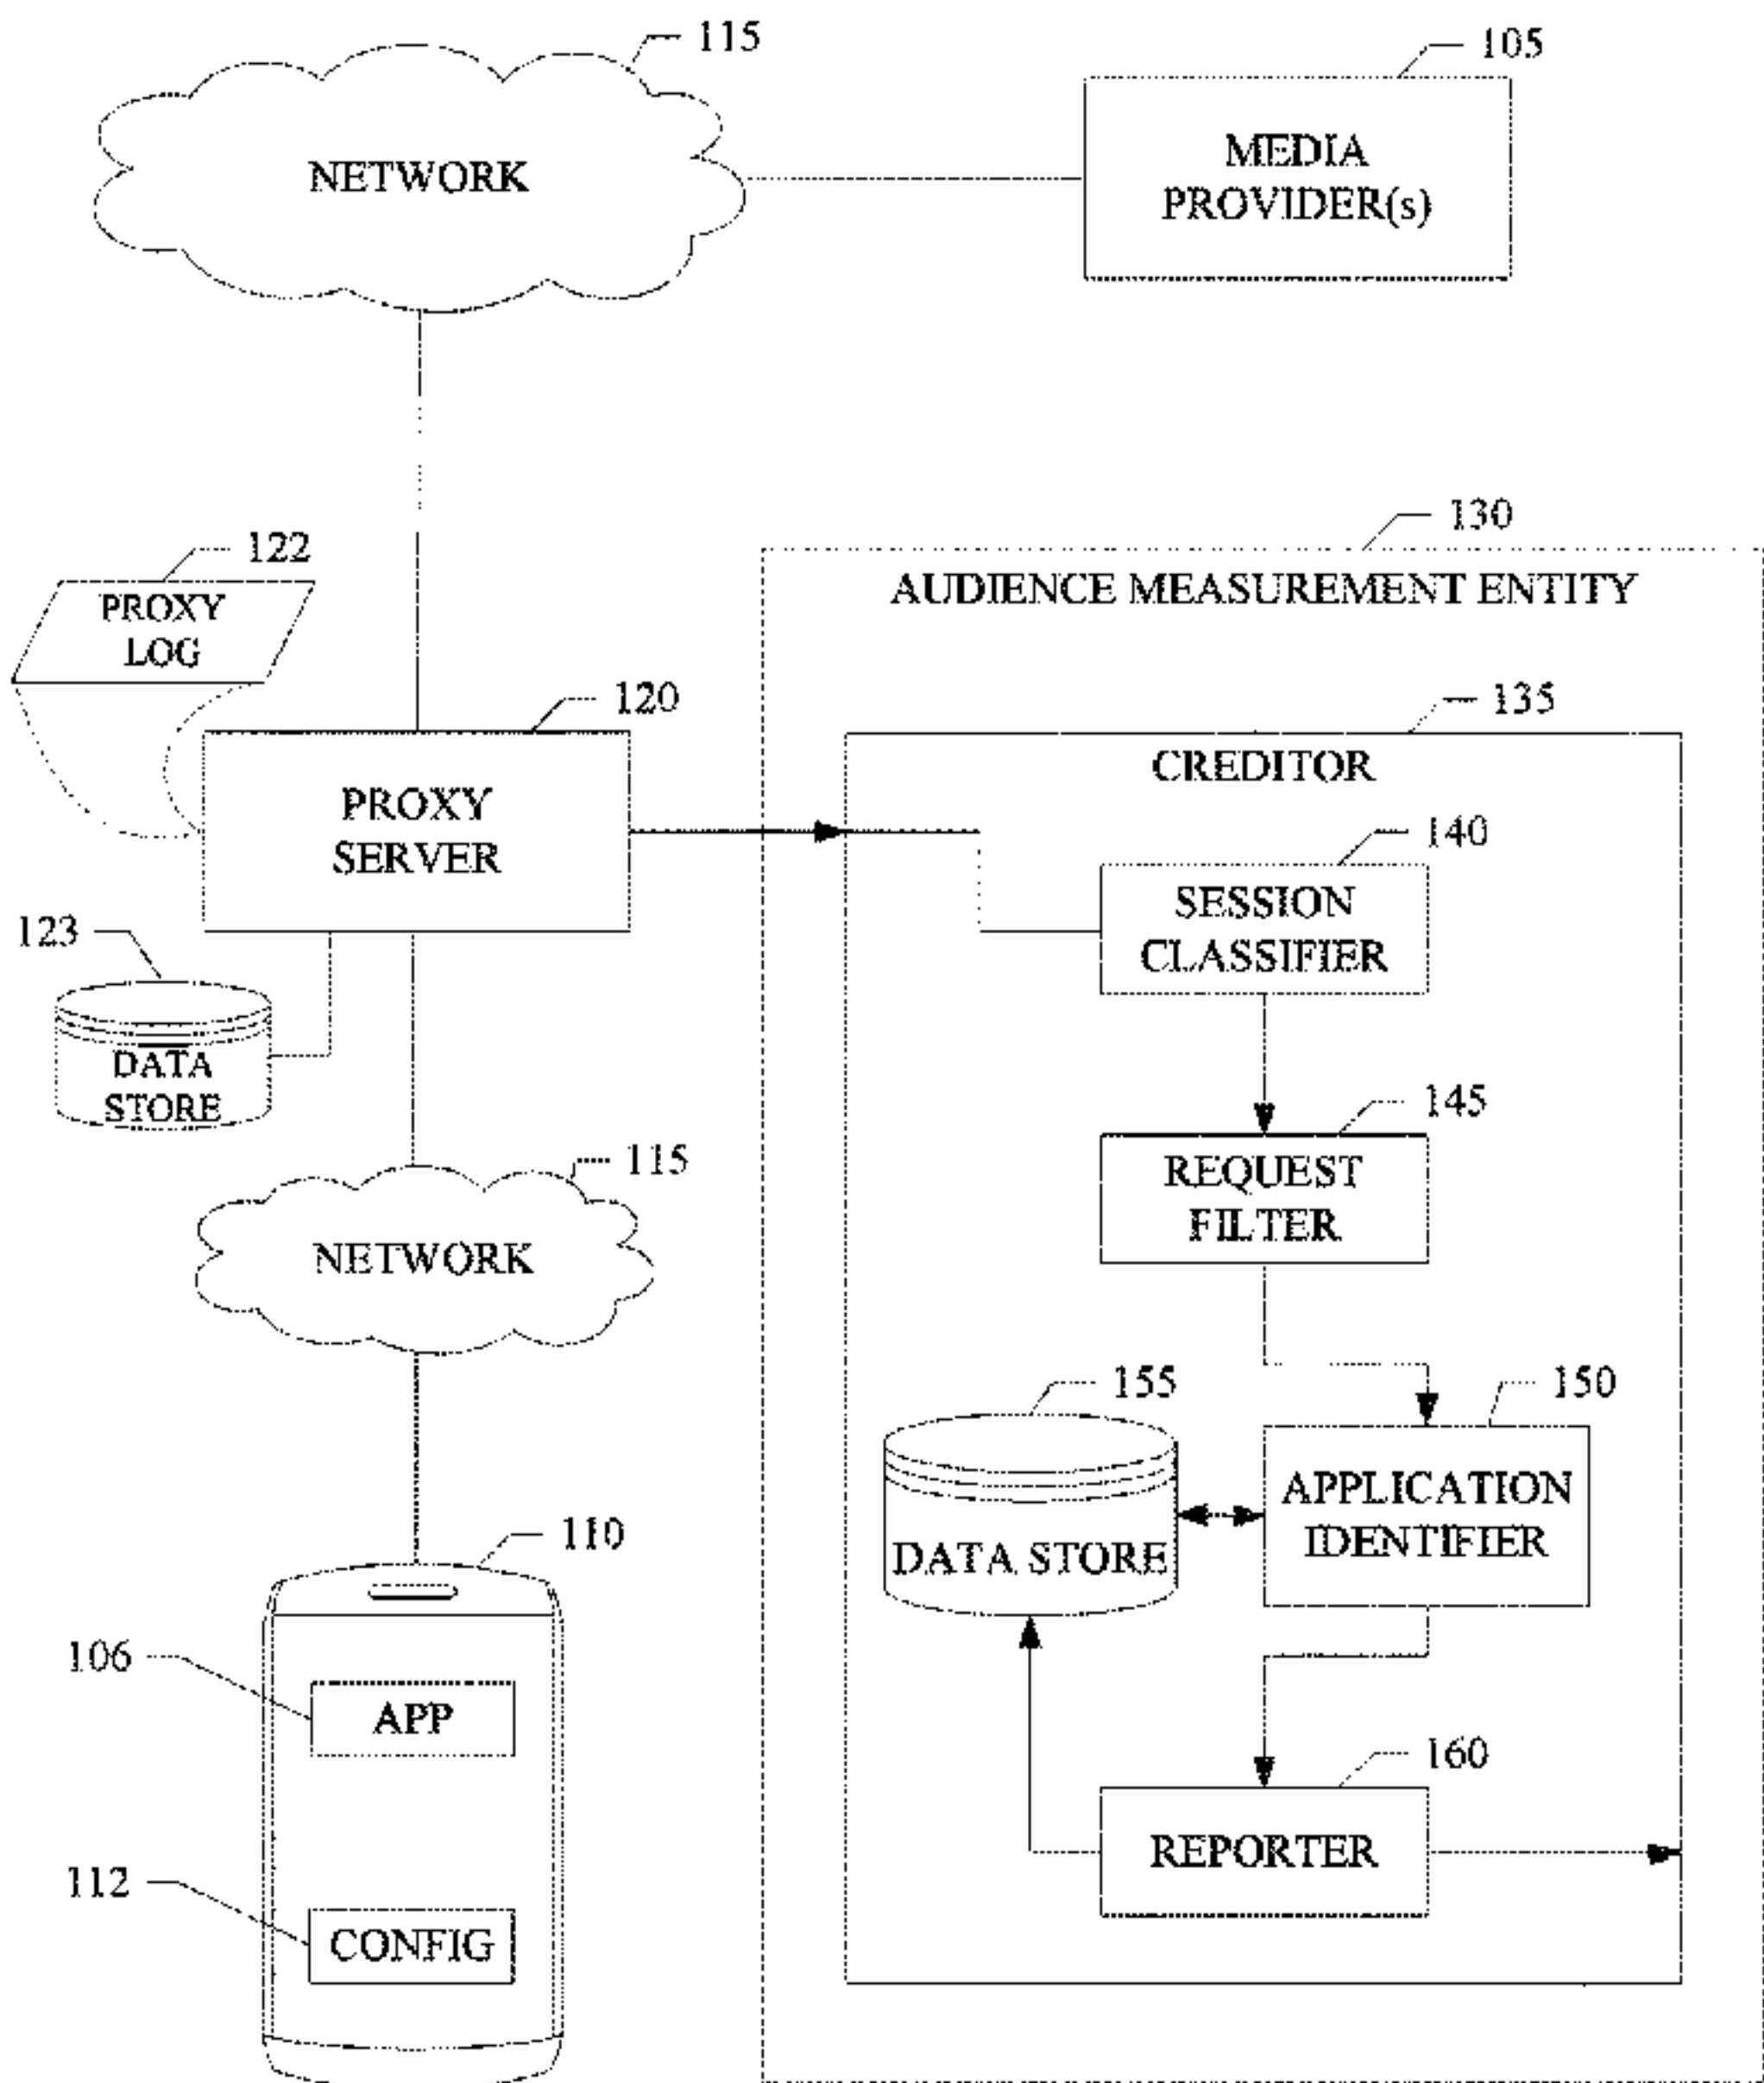 115
105
NETWORK
MEDIA
PROVIDER(s)
130
122
AUDIENCE MEASUREMENT ENTITY
PROXY
LOG
120
135
CREDITOR
PROXY
SERVER
140
SESSION
CLASSIFIER
123
DATA
STORE
145
115
REQUEST
FILTER
NETWORK
155
150
APPLICATION
IDENTIFIER
DATA STORE
110
106
APP
160
REPORTER
112
CONFIG